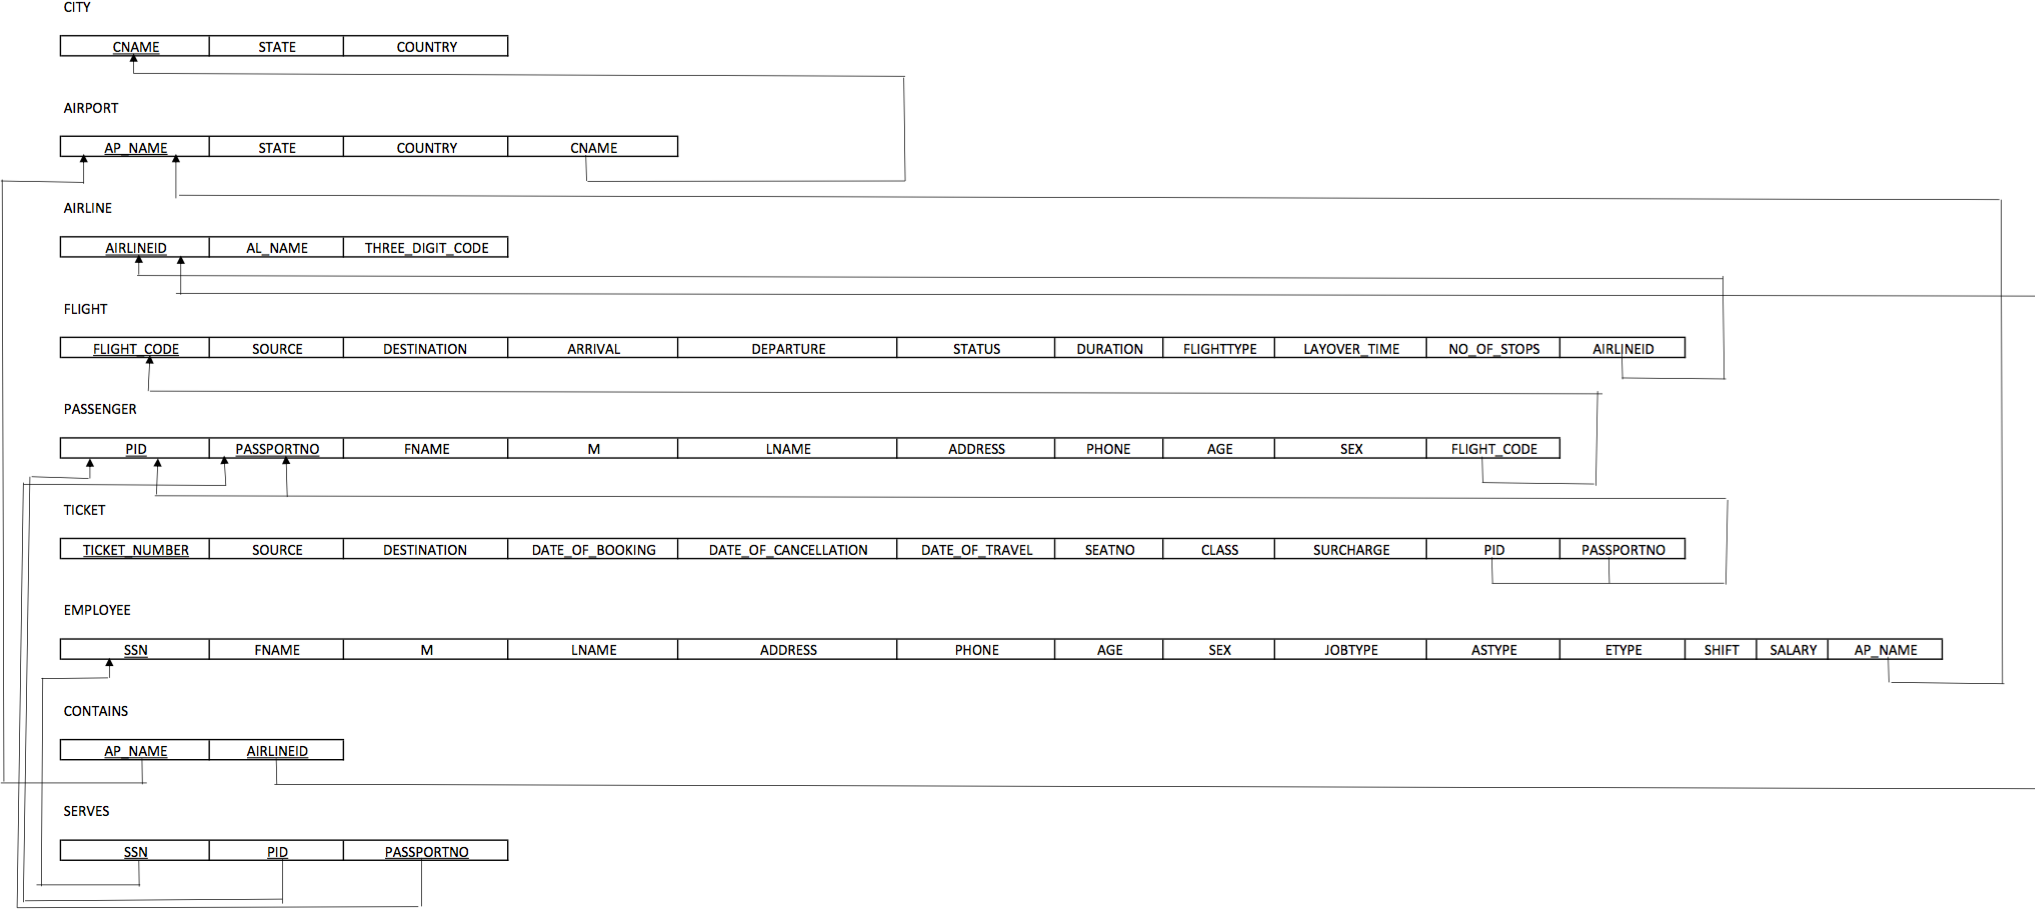 CITY
CNAME STATE COUNTRY
AIRPORT
AP_NAME STATE COUNTRY CNAME
AIRLINE
AIRLINEID AL_NAME THREE_DIGIT_CODE
FLIGHT
FLIGHT_CODE SOURCE DESTINATION ARRIVAL DEPARTURE STATUS DURATION FLIGHTTYPE LAYOVER_TIME NO_OF_STOPS AIRLINEID
PASSENGER
PID PASSPORTNO FNAME M LNAME ADDRESS PHONE AGE SEX FLIGHT_CODE
TICKET
TICKET_NUMBER SOURCE DESTINATION DATE_OF_BOOKING DATE_OF_CANCELLATION DATE_OF_TRAVEL SEATNO CLASS SURCHARGE PID PASSPORTNO
EMPLOYEE
SSN FNAME M LNAME ADDRESS PHONE AGE SEX JOBTYPE ASTYPE ETYPE SHIFT SALARY AP_NAME
CONTAINS
AP_NAME AIRLINEID
SERVES
SSN PID PASSPORTNO